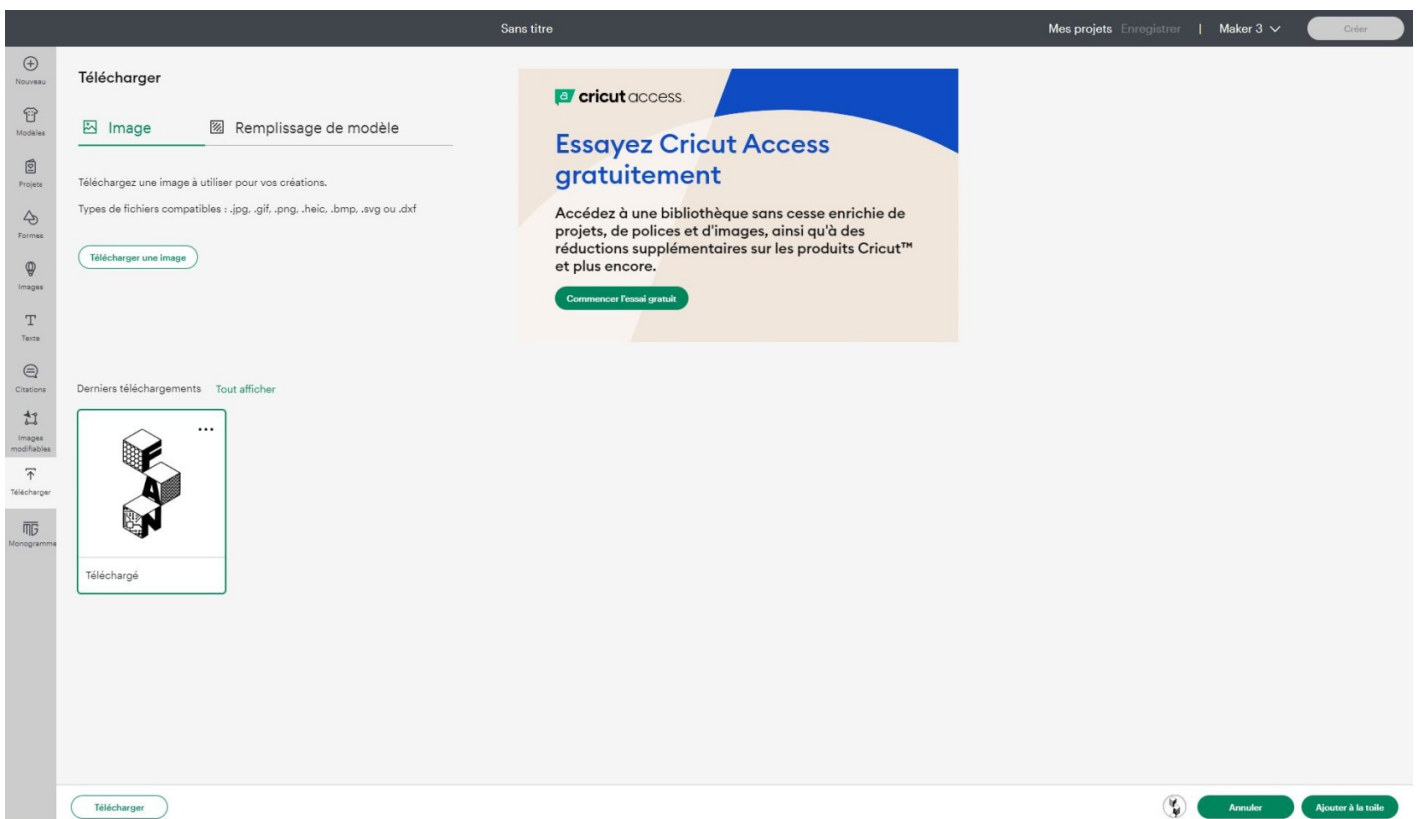 Sans titre
Mes projets Enregistrer | Maker 3 Créer
Nouveau
Modèles
Projets
Formes
Images
Texte
Citations
Images
modifiables
Télécharger
Monogramme
Télécharger
Image Remplissage de modèle
Téléchargez une image à utiliser pour vos créations.
Types de fichiers compatibles : .jpg, .gif, .png, .heic, .bmp, .svg ou .dxf
Télécharger une image
a cricut access.
Essayez Cricut Access
gratuitement
Accédez à une bibliothèque sans cesse enrichie de
projets, de polices et d'images, ainsi qu'à des
réductions supplémentaires sur les produits Cricut™
et plus encore.
Commencer l'essai gratuit
Derniers téléchargements Tout afficher
F
A
N
Téléchargé
Télécharger
Annuler Ajouter à la toile